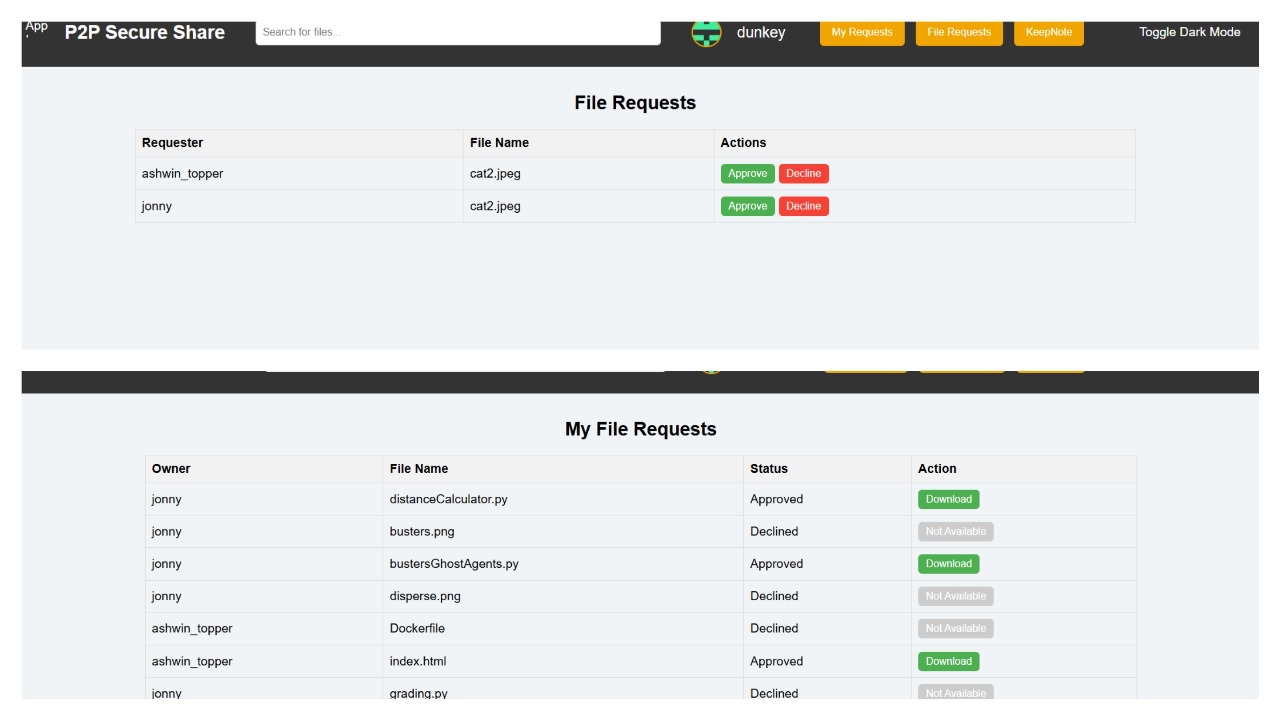 App
P2P Secure Share Search for files... dunkey My Requests File Requests KeepNote Toggle Dark Mode
File Requests
Requester File Name Actions
ashwin_topper cat2.jpeg Approve Decline
jonny cat2.jpeg Approve Decline
My File Requests
Owner File Name Status Action
jonny distanceCalculator.py Approved Download
jonny busters.png Declined Not Available
jonny bustersGhostAgents.py Approved Download
jonny disperse.png Declined Not Available
ashwin_topper Dockerfile Declined Not Available
ashwin_topper index.html Approved Download
jonny grading.py Declined Not Available